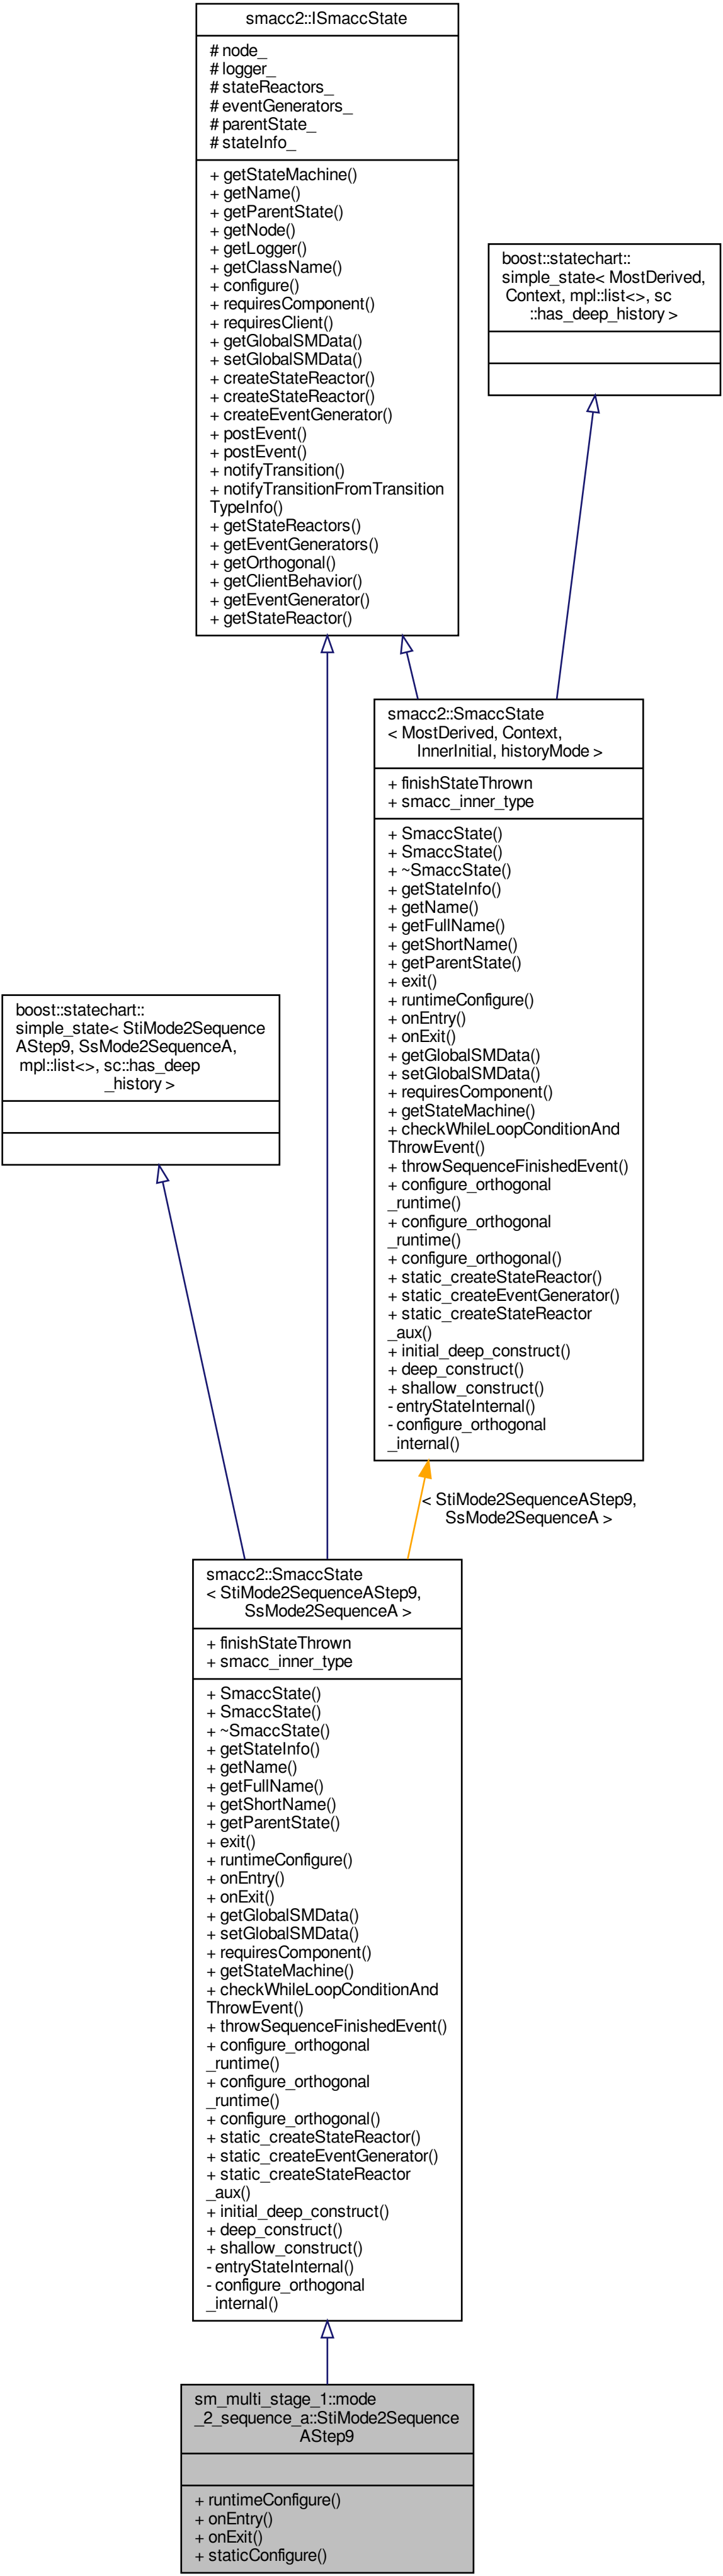 smacc2::ISmaccState
# node_
# logger_
# stateReactors_
# eventGenerators_
# parentState_
# stateInfo_
+ getStateMachine()
+ getName()
+ getParentState()
+ getNode()
+ getLogger()
+ getClassName()
+ configure()
+ requiresComponent()
+ requiresClient()
+ getGlobalSMData()
+ setGlobalSMData()
+ createStateReactor()
+ createStateReactor()
+ createEventGenerator()
+ postEvent()
+ postEvent()
+ notifyTransition()
+ notifyTransitionFromTransition
TypeInfo()
+ getStateReactors()
+ getEventGenerators()
+ getOrthogonal()
+ getClientBehavior()
+ getEventGenerator()
+ getStateReactor()
boost::statechart::
simple_state< MostDerived,
Context, mpl::list<>, sc
::has_deep_history >
smacc2::SmaccState
< MostDerived, Context,
InnerInitial, historyMode >
+ finishStateThrown
+ smacc_inner_type
+ SmaccState()
+ SmaccState()
+ ~SmaccState()
+ getStateInfo()
+ getName()
+ getFullName()
+ getShortName()
+ getParentState()
+ exit()
+ runtimeConfigure()
+ onEntry()
+ onExit()
+ getGlobalSMData()
+ setGlobalSMData()
+ requiresComponent()
+ getStateMachine()
+ checkWhileLoopConditionAnd
ThrowEvent()
+ throwSequenceFinishedEvent()
+ configure_orthogonal
_runtime()
+ configure_orthogonal
_runtime()
+ configure_orthogonal()
+ static_createStateReactor()
+ static_createEventGenerator()
+ static_createStateReactor
_aux()
+ initial_deep_construct()
+ deep_construct()
+ shallow_construct()
- entryStateInternal()
- configure_orthogonal
_internal()
boost::statechart::
simple_state< StiMode2Sequence
AStep9, SsMode2SequenceA,
mpl::list<>, sc::has_deep
_history >
< StiMode2SequenceAStep9,
SsMode2SequenceA >
smacc2::SmaccState
< StiMode2SequenceAStep9,
SsMode2SequenceA >
+ finishStateThrown
+ smacc_inner_type
+ SmaccState()
+ SmaccState()
+ ~SmaccState()
+ getStateInfo()
+ getName()
+ getFullName()
+ getShortName()
+ getParentState()
+ exit()
+ runtimeConfigure()
+ onEntry()
+ onExit()
+ getGlobalSMData()
+ setGlobalSMData()
+ requiresComponent()
+ getStateMachine()
+ checkWhileLoopConditionAnd
ThrowEvent()
+ throwSequenceFinishedEvent()
+ configure_orthogonal
_runtime()
+ configure_orthogonal
_runtime()
+ configure_orthogonal()
+ static_createStateReactor()
+ static_createEventGenerator()
+ static_createStateReactor
_aux()
+ initial_deep_construct()
+ deep_construct()
+ shallow_construct()
- entryStateInternal()
- configure_orthogonal
_internal()
sm_multi_stage_1::mode
_2_sequence_a::StiMode2Sequence
AStep9
+ runtimeConfigure()
+ onEntry()
+ onExit()
+ staticConfigure()